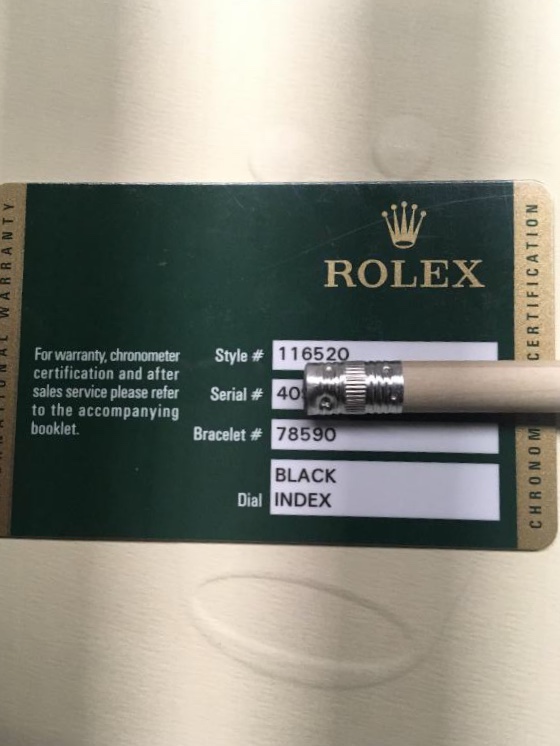 ROLEX
For warranty, chronometer
certification and after
sales service please refer
to the accompanying
booklet.
Style # 116520
Serial # 40
Bracelet # 78590
Dial BLACK
INDEX
WARRANTY
CHRONOM
CERTIFICATION